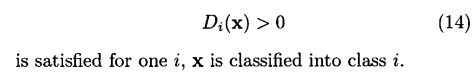 D_i(x) > 0 (14)
is satisfied for one i, x is classified into class i.